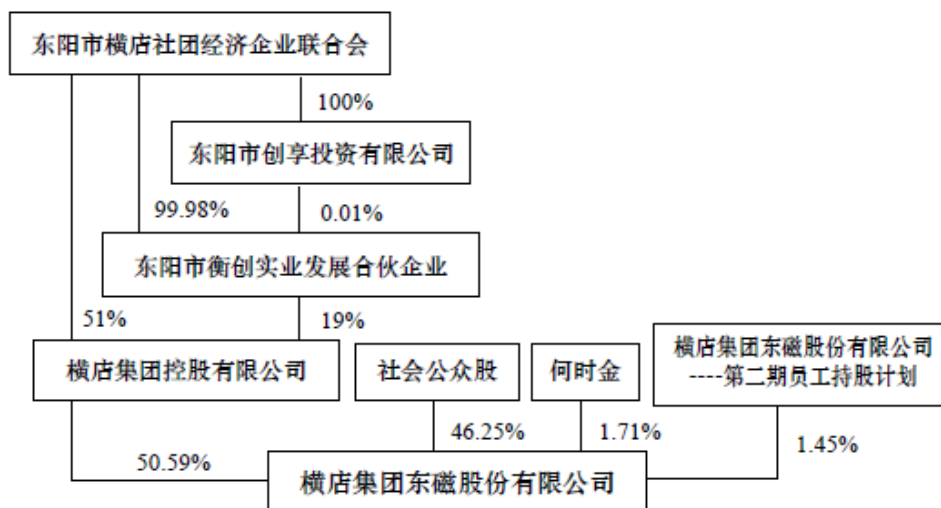 东阳市横店社团经济企业联合会
100%
东阳市创享投资有限公司
99.98%
0.01%
东阳市衡创实业发展合伙企业
51%
19%
横店集团控股有限公司
社会公众股
何时金
横店集团东磁股份有限公司
----第二期员工持股计划
50.59%
46.25%
1.71%
1.45%
横店集团东磁股份有限公司